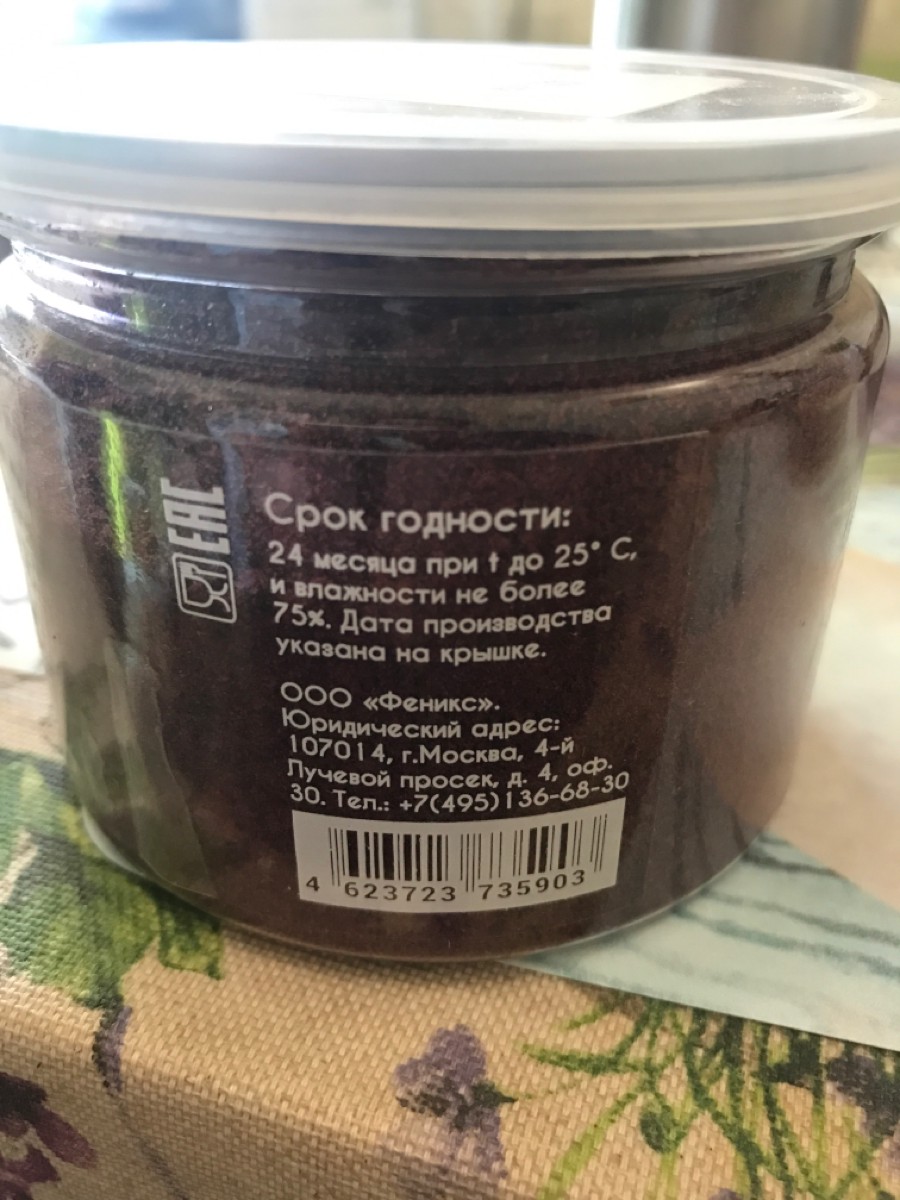 EAC
Срок годности:
24 месяца при t до 25° С,
и влажности не более
75%. Дата производства
указана на крышке.
ООО «Феникс».
Юридический адрес:
107014, г.Москва, 4-й
Лучевой просек, д. 4, оф.
30. Тел.: +7(495)136-68-30
4 623723 735903